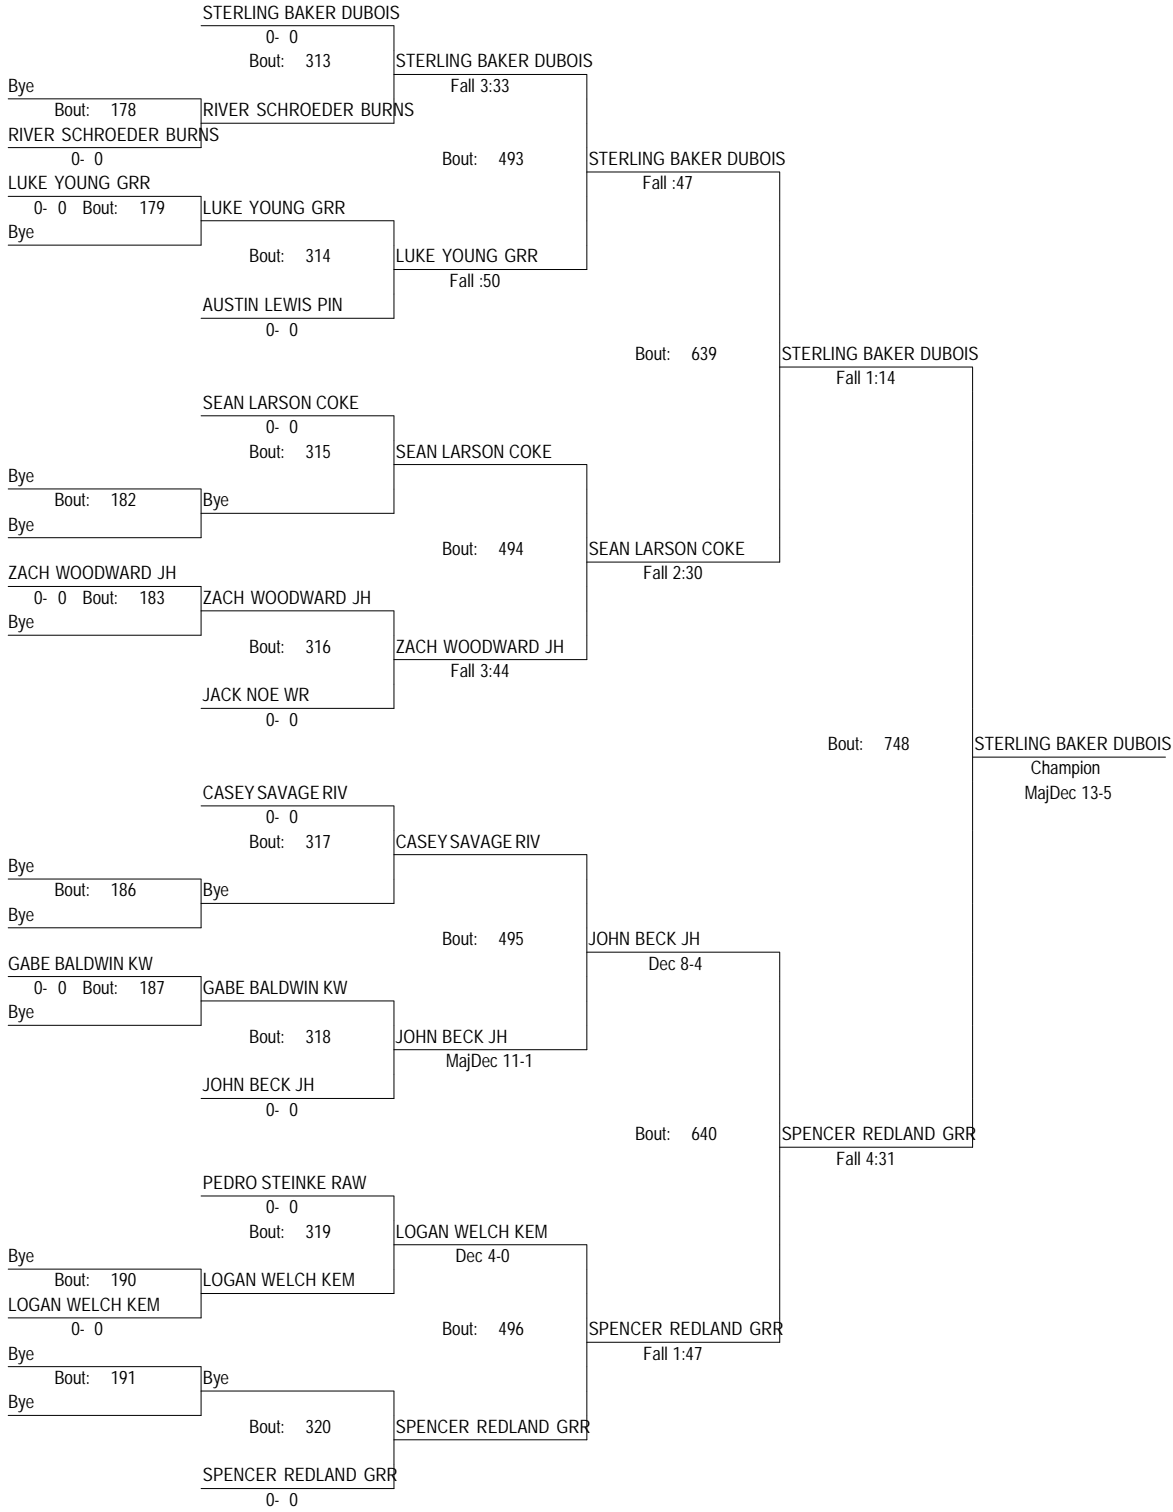 STERLING BAKER DUBOIS
0- 0
Bout: 313
STERLING BAKER DUBOIS
Fall 3:33
Bye
Bout: 178
RIVER SCHROEDER BURNS
RIVER SCHROEDER BURNS
0- 0
Bout: 493
STERLING BAKER DUBOIS
Fall :47
LUKE YOUNG GRR
0- 0 Bout: 179
LUKE YOUNG GRR
Bye
Bout: 314
LUKE YOUNG GRR
Fall :50
AUSTIN LEWIS PIN
0- 0
Bout: 639
STERLING BAKER DUBOIS
Fall 1:14
SEAN LARSON COKE
0- 0
Bout: 315
SEAN LARSON COKE
Bye
Bout: 182
Bye
Bye
Bout: 494
SEAN LARSON COKE
Fall 2:30
ZACH WOODWARD JH
0- 0 Bout: 183
ZACH WOODWARD JH
Bye
Bout: 316
ZACH WOODWARD JH
Fall 3:44
JACK NOE WR
0- 0
Bout: 748
STERLING BAKER DUBOIS
Champion
MajDec 13-5
CASEY SAVAGE RIV
0- 0
Bout: 317
CASEY SAVAGE RIV
Bye
Bout: 186
Bye
Bye
Bout: 495
JOHN BECK JH
Dec 8-4
GABE BALDWIN KW
0- 0 Bout: 187
GABE BALDWIN KW
Bye
Bout: 318
JOHN BECK JH
MajDec 11-1
JOHN BECK JH
0- 0
Bout: 640
SPENCER REDLAND GRR
Fall 4:31
PEDRO STEINKE RAW
0- 0
Bout: 319
LOGAN WELCH KEM
Dec 4-0
Bye
Bout: 190
LOGAN WELCH KEM
LOGAN WELCH KEM
0- 0
Bout: 496
SPENCER REDLAND GRR
Fall 1:47
Bye
Bout: 191
Bye
Bye
Bout: 320
SPENCER REDLAND GRR
SPENCER REDLAND GRR
0- 0